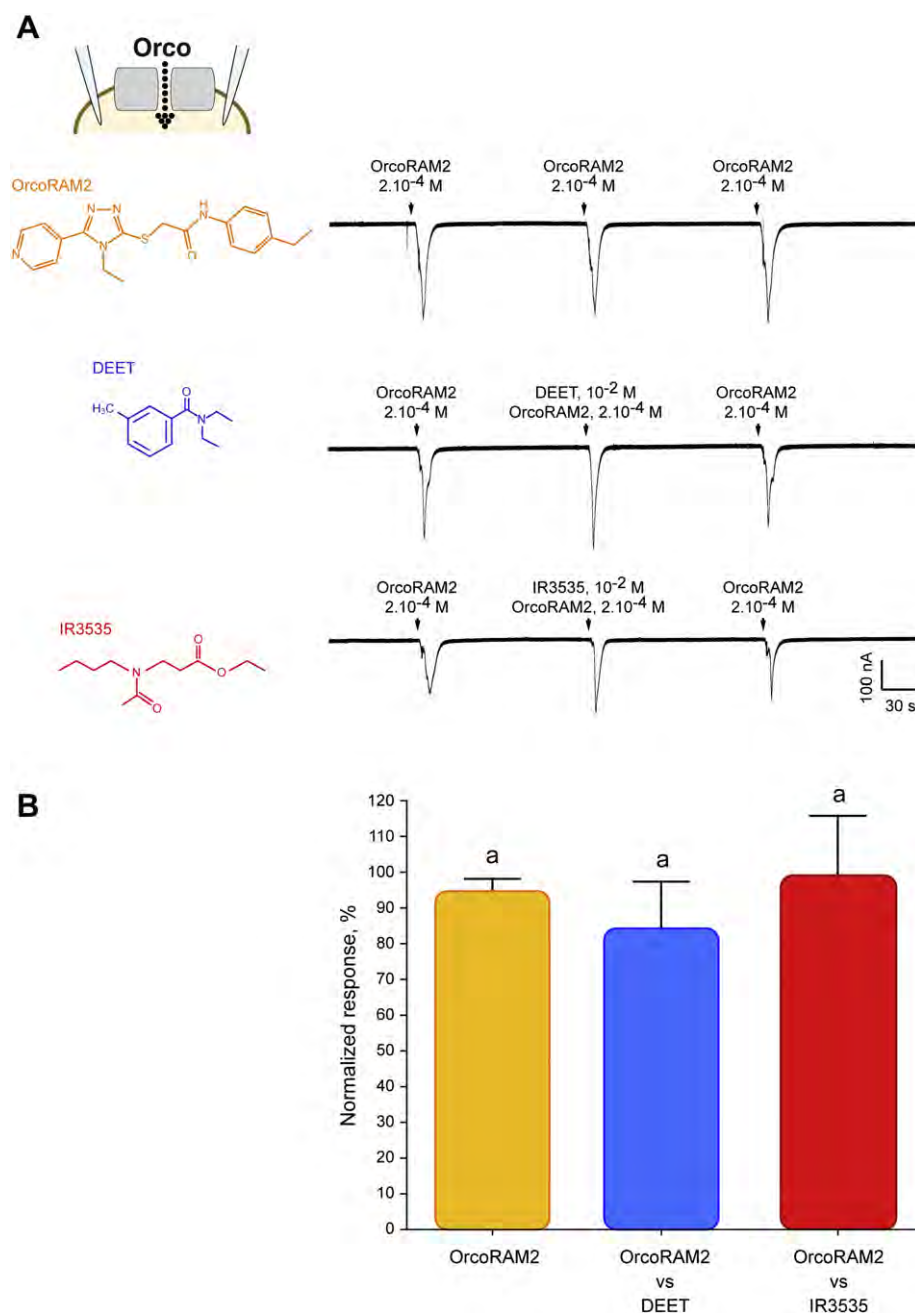 A
Orco
OrcoRAM2
N
N
N
N
S
O
H
N
OrcoRAM2
2.10⁻⁴ M
OrcoRAM2
2.10⁻⁴ M
OrcoRAM2
2.10⁻⁴ M
DEET
H₃C
O
N
OrcoRAM2
2.10⁻⁴ M
DEET, 10⁻² M
OrcoRAM2, 2.10⁻⁴ M
OrcoRAM2
2.10⁻⁴ M
IR3535
N
O
O
O
OrcoRAM2
2.10⁻⁴ M
IR3535, 10⁻² M
OrcoRAM2, 2.10⁻⁴ M
OrcoRAM2
2.10⁻⁴ M
100 nA
30 s
B
Normalized response, %
120
110
100
90
80
70
60
50
40
30
20
10
0
a
a
a
OrcoRAM2
OrcoRAM2
vs
DEET
OrcoRAM2
vs
IR3535